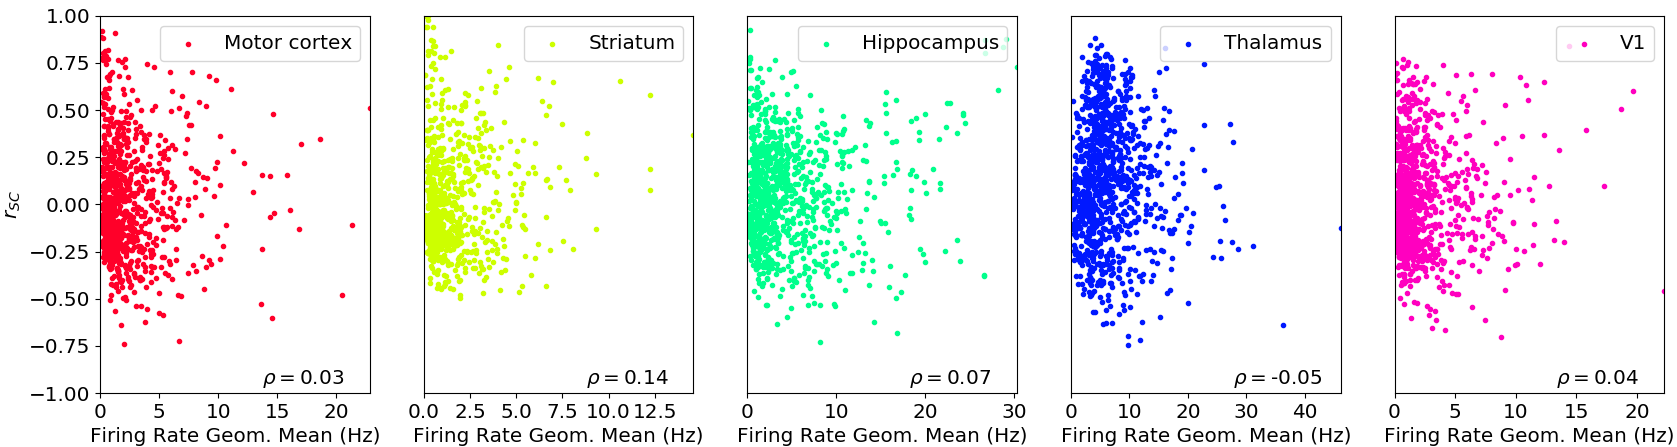 Motor cortex
Striatum
Hippocampus
Thalamus
V1
1.00
0.75
0.50
0.25
0.00
−0.25
−0.50
−0.75
−1.00
r_SC
ρ = 0.03
ρ = 0.14
ρ = 0.07
ρ = -0.05
ρ = 0.04
0 5 10 15 20
0.0 2.5 5.0 7.5 10.0 12.5
0 10 20 30
0 10 20 30 40
0 5 10 15 20
Firing Rate Geom. Mean (Hz)
Firing Rate Geom. Mean (Hz)
Firing Rate Geom. Mean (Hz)
Firing Rate Geom. Mean (Hz)
Firing Rate Geom. Mean (Hz)